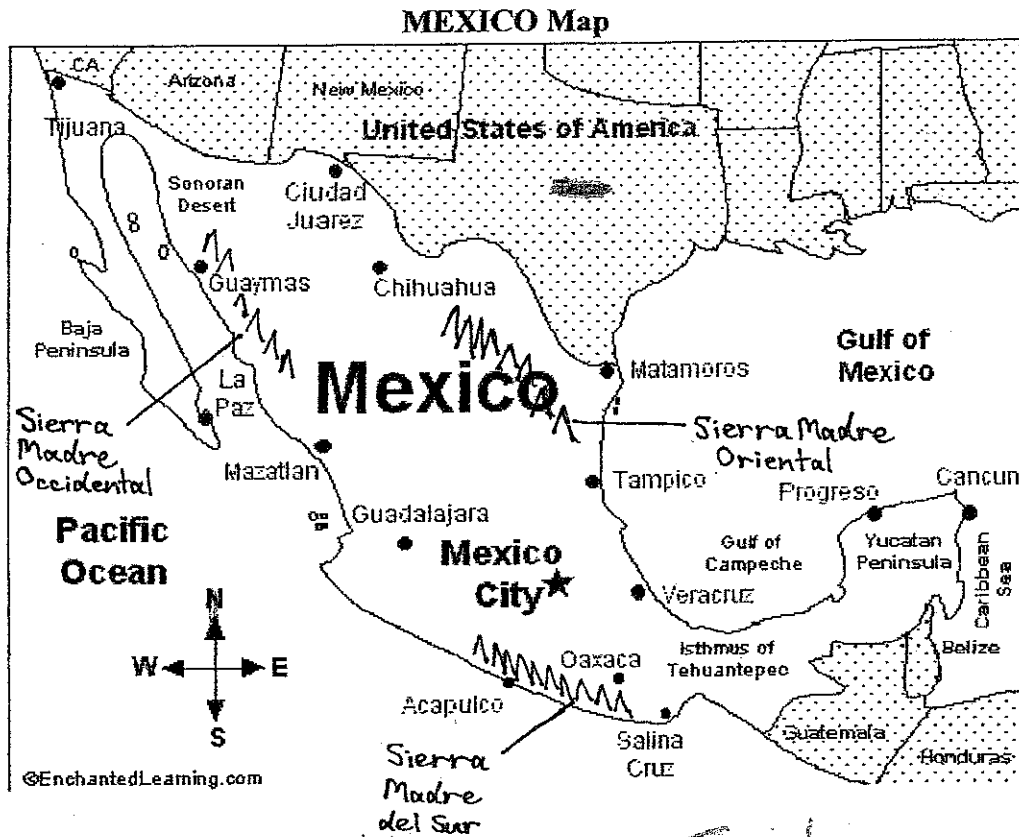 MEXICO Map
CA
Arizona
New Mexico
United States of America
Tijuana
Sonoran
Desert
Ciudad
Juarez
8
Guaymas
Chihuahua
Baja
Peninsula
La
Paz
Mexico
Matamoros
Gulf of
Mexico
Sierra
Madre
Occidental
Sierra Madre
Oriental
Mazatlan
Tampico
Progreso
Cancun
Pacific
Ocean
Guadalajara
Mexico
City
Gulf of
Campeche
Yucatan
Peninsula
Caribbean
Sea
Veracruz
N
W
E
S
Isthmus of
Tehuantepec
Belize
Oaxaca
Acapulco
Salina
Cruz
Guatemala
Honduras
©EnchantedLearning.com
Sierra
Madre
del Sur